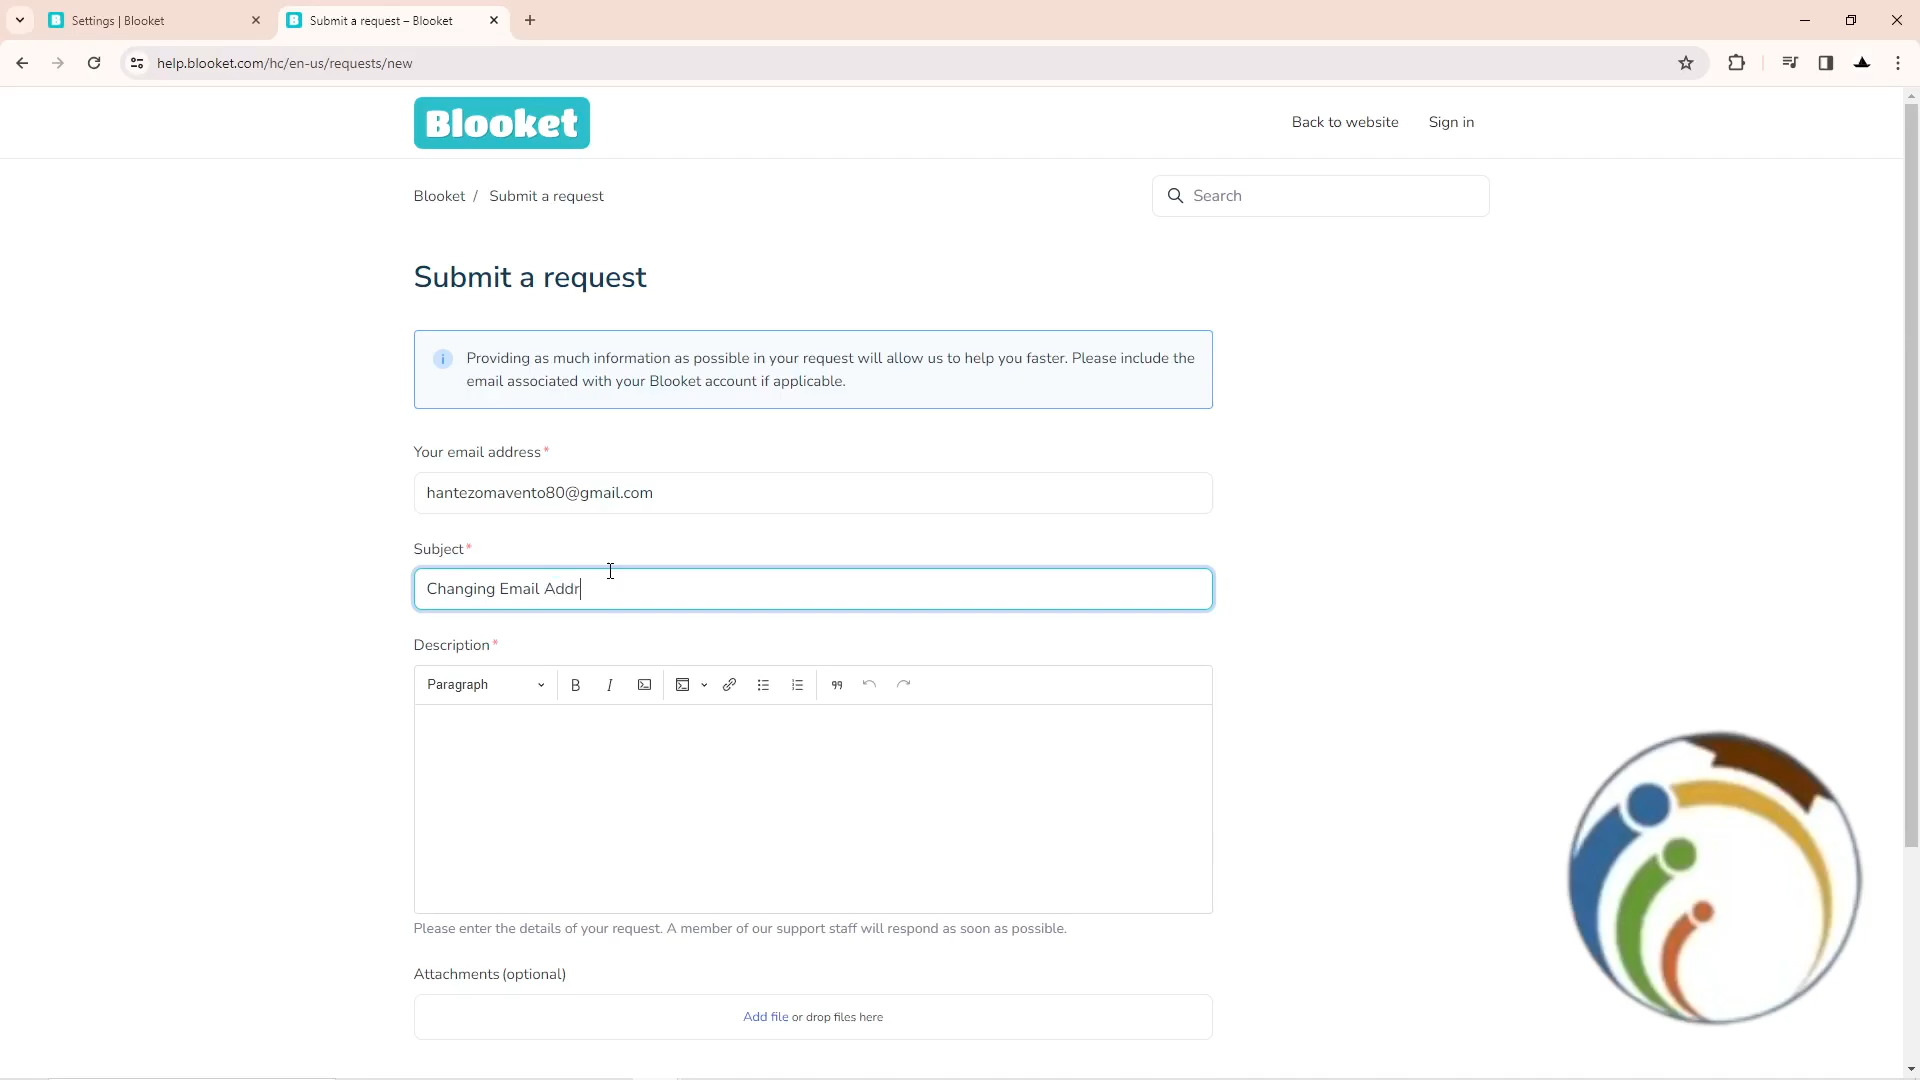 Settings | Blooket
Submit a request – Blooket
help.blooket.com/hc/en-us/requests/new
Blooket
Back to website
Sign in
Blooket / Submit a request
Search
Submit a request
Providing as much information as possible in your request will allow us to help you faster. Please include the
email associated with your Blooket account if applicable.
Your email address*
hantezomavento80@gmail.com
Subject*
Changing Email Addr
Description*
Paragraph
Please enter the details of your request. A member of our support staff will respond as soon as possible.
Attachments (optional)
Add file or drop files here